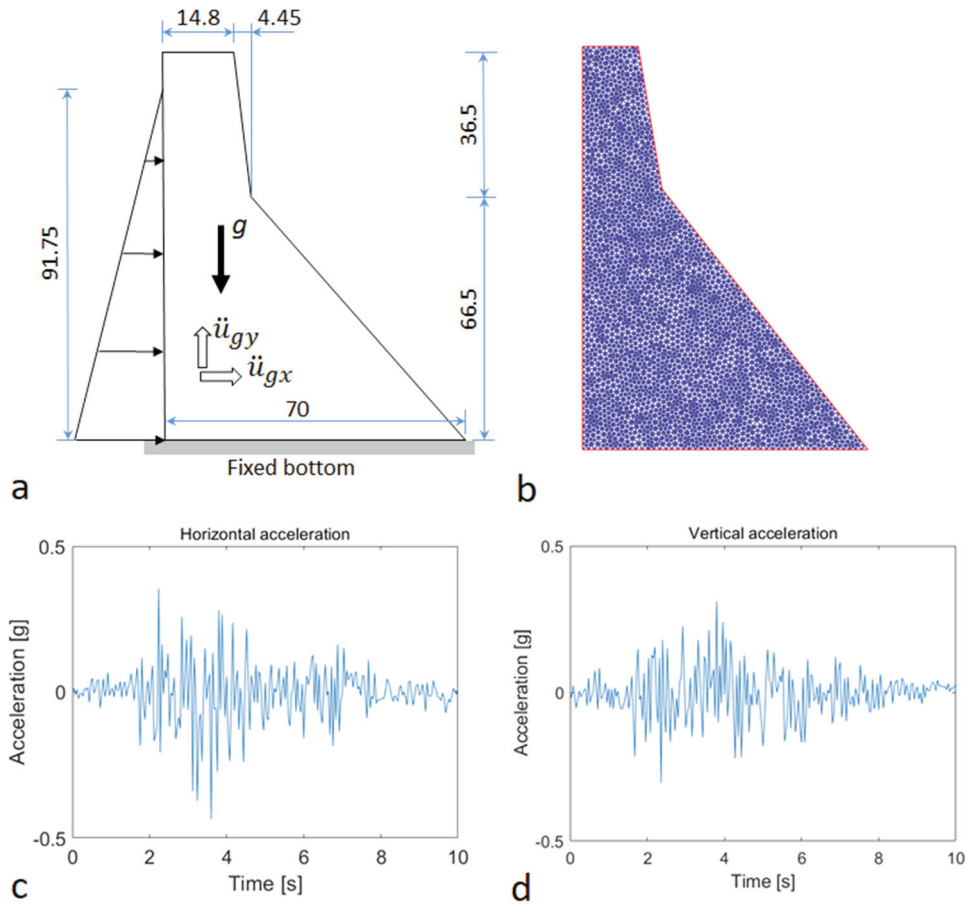 14.8 4.45
36.5
91.75
g
66.5
ü_gy
ü_gx
70
Fixed bottom
a
b
Horizontal acceleration
0.5
0
-0.5
Acceleration [g]
0 2 4 6 8 10
Time [s]
c
Vertical acceleration
0.5
0
-0.5
Acceleration [g]
0 2 4 6 8 10
Time [s]
d